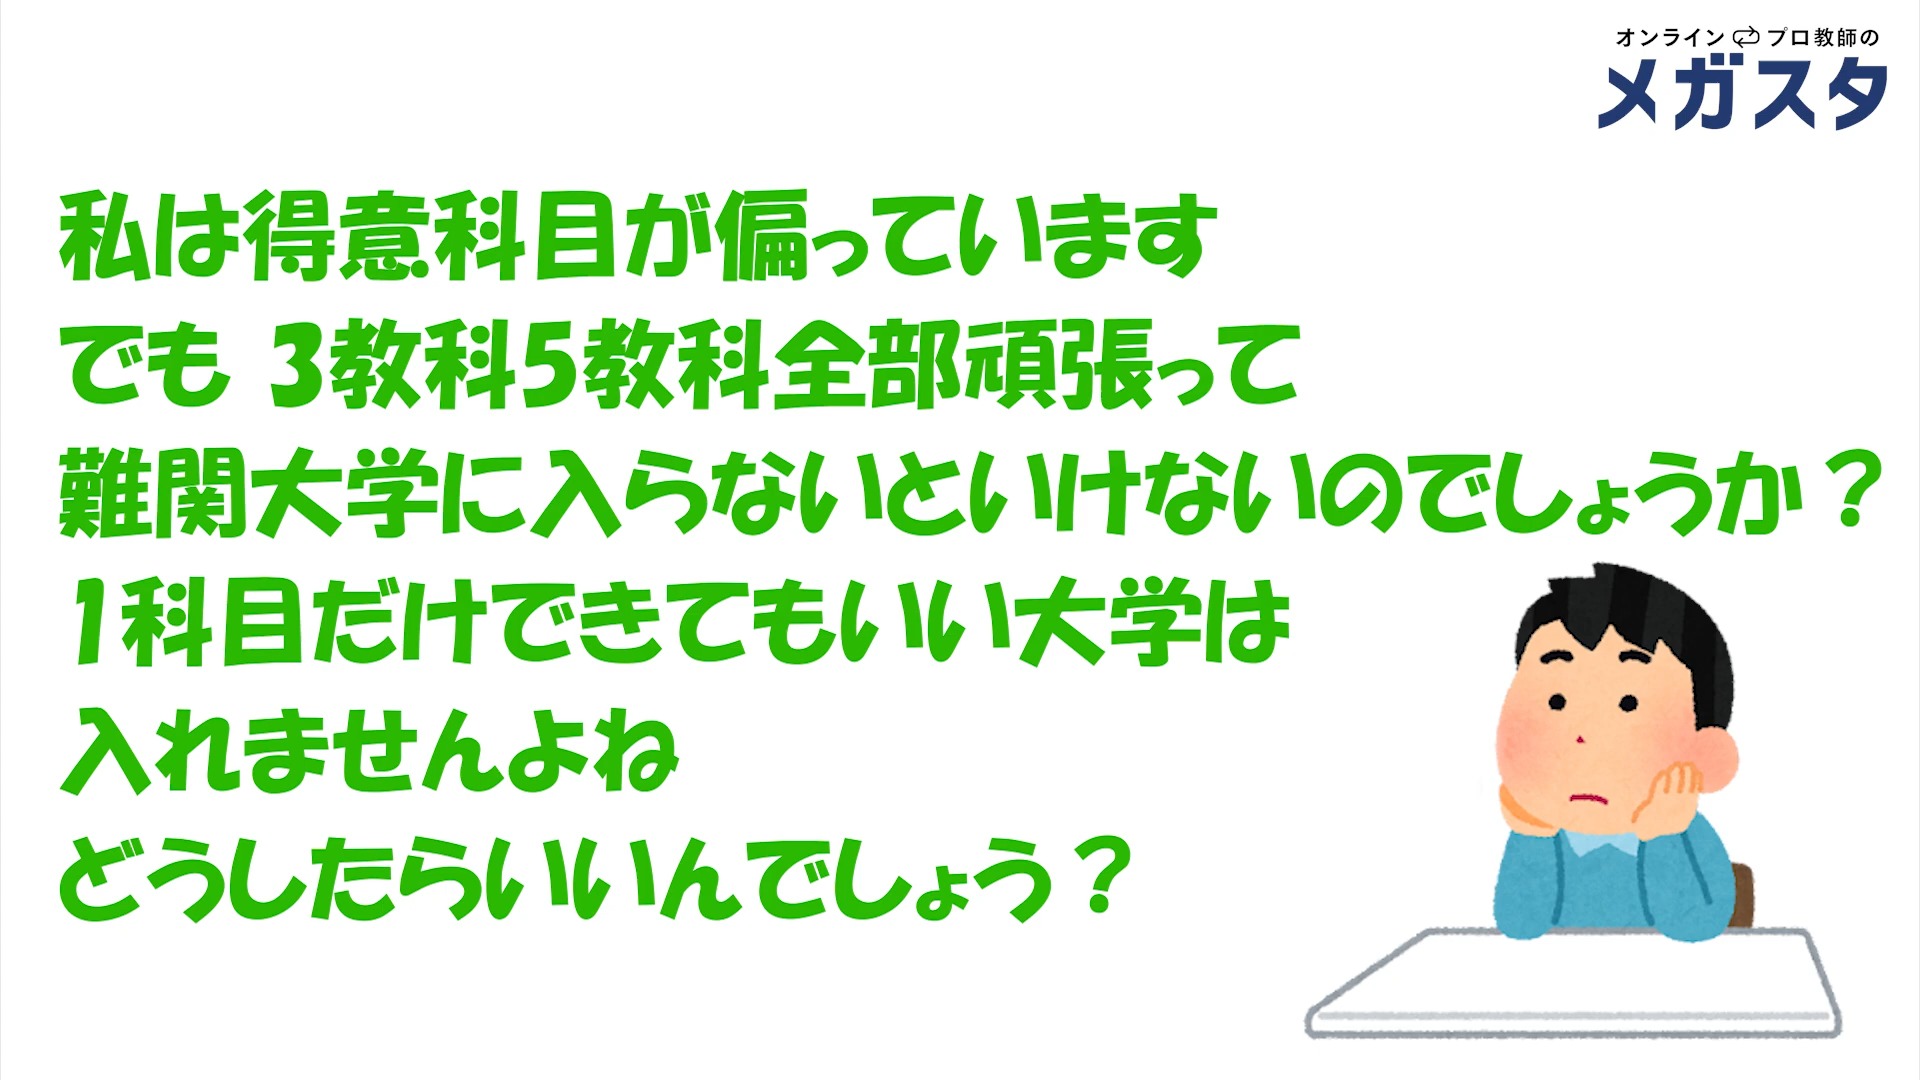 オンライン プロ教師の
メガスタ
私は得意科目が偏っています
でも 3教科5教科全部頑張って
難関大学に入らないといけないのでしょうか？
1科目だけできてもいい大学は
入れませんよね
どうしたらいいんでしょう？